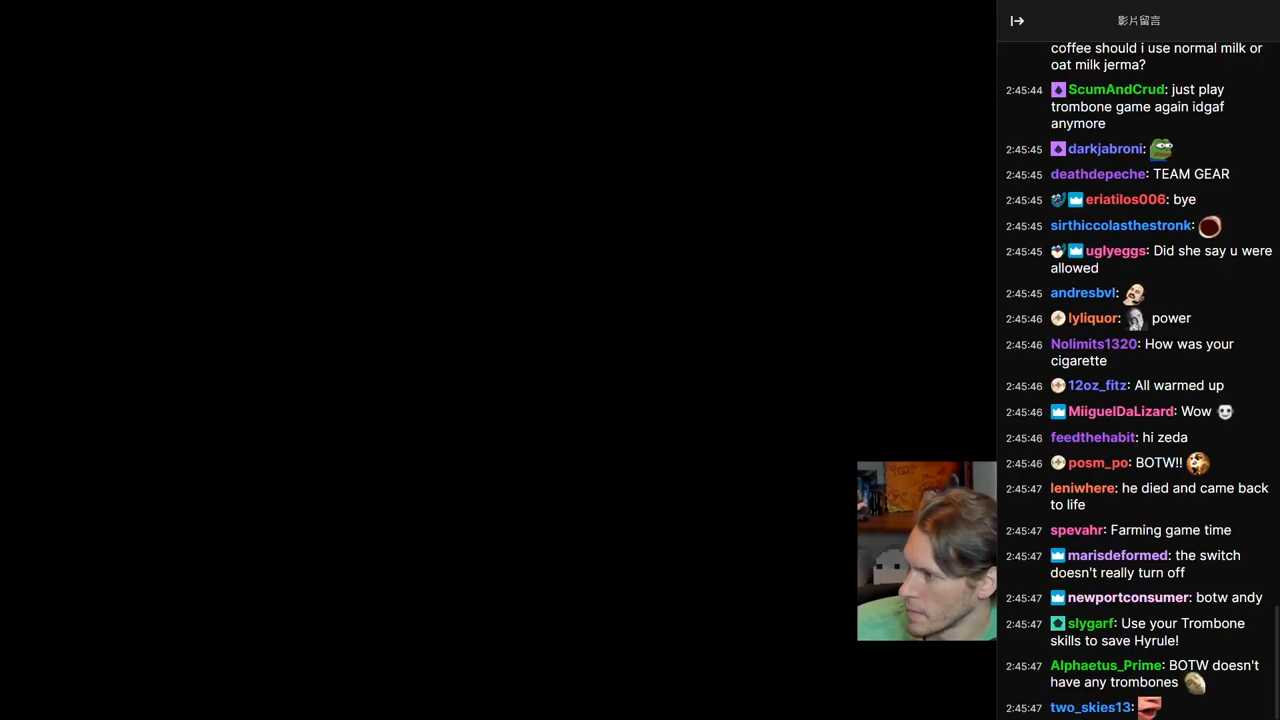 影片留言
coffee should i use normal milk or
oat milk jerma?
2:45:44 ScumAndCrud: just play
trombone game again idgaf
anymore
2:45:45 darkjabroni:
2:45:45 deathdepeche: TEAM GEAR
2:45:45 eriatilos006: bye
2:45:45 sirthiccolasthestronk:
2:45:45 uglyeggs: Did she say u were
allowed
2:45:45 andresbvl:
2:45:46 lyliquor: power
2:45:46 Nolimits1320: How was your
cigarette
2:45:46 12oz_fitz: All warmed up
2:45:46 MiiguelDaLizard: Wow
2:45:46 feedthehabit: hi zeda
2:45:46 posm_po: BOTW!!
2:45:47 leniwhere: he died and came back
to life
2:45:47 spevahr: Farming game time
2:45:47 marisdeformed: the switch
doesn't really turn off
2:45:47 newportconsumer: botw andy
2:45:47 slygarf: Use your Trombone
skills to save Hyrule!
2:45:47 Alphaetus_Prime: BOTW doesn't
have any trombones
2:45:47 two_skies13: